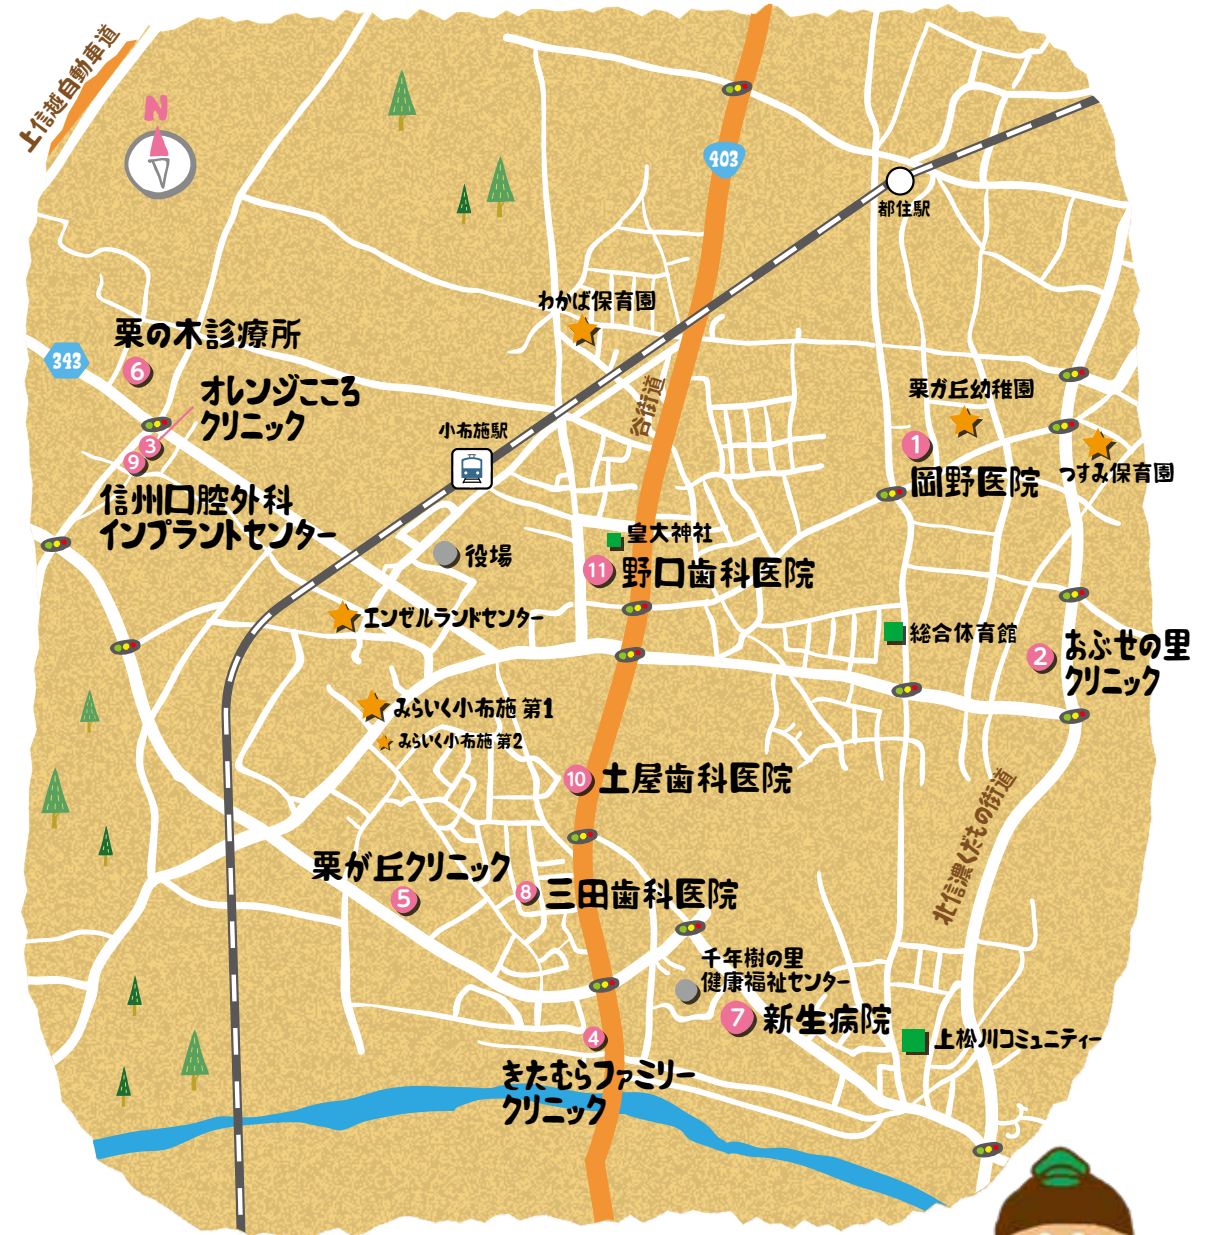 上信越自動車道
N
403
都住駅
わかば保育園
栗の木診療所
343
6
オレンジこころ
クリニック
谷街道
栗ガ丘幼稚園
小布施駅
3
9
1
つすみ保育園
岡野医院
信州口腔外科
インプラントセンター
皇大神社
役場
11
野口歯科医院
エンゼルランドセンター
総合体育館
2
おぶせの里
クリニック
みらいく小布施 第1
みらいく小布施 第2
10
土屋歯科医院
北信濃くだもの街道
栗が丘クリニック
5
8
三田歯科医院
千年樹の里
健康福祉センター
7
新生病院
4
上松川コミュニティー
きたむらファミリー
クリニック